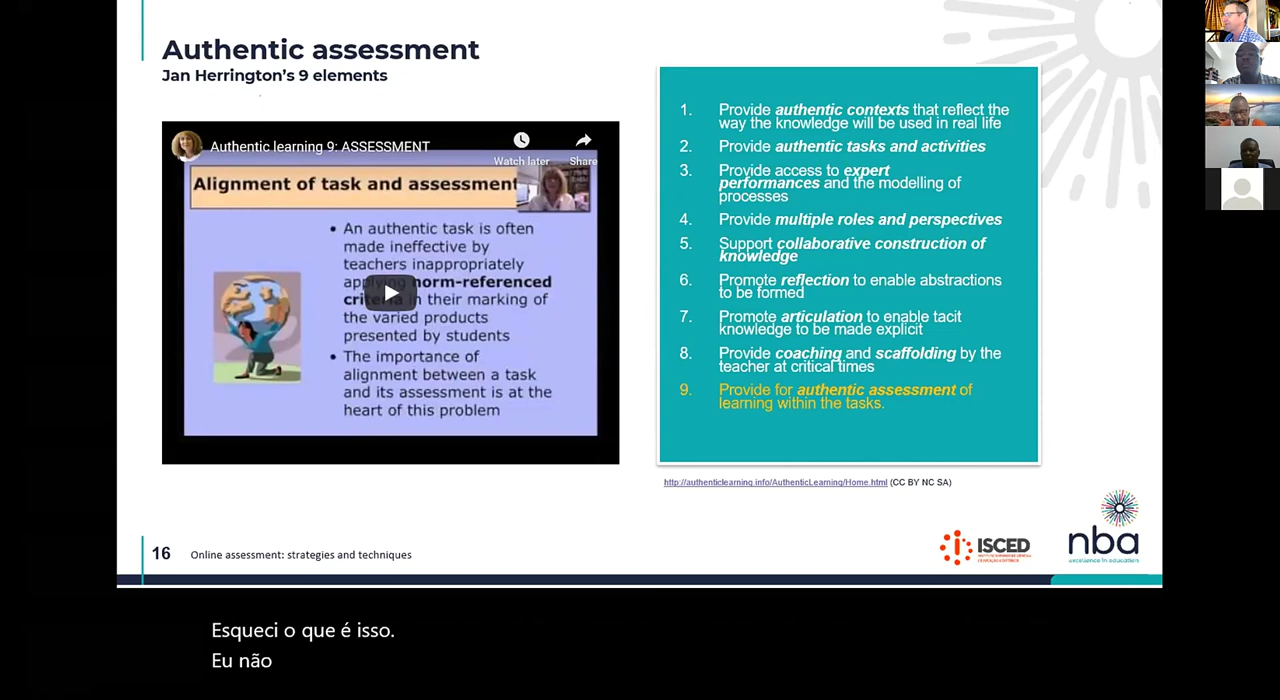 Authentic assessment
Jan Herrington's 9 elements
Authentic learning 9: ASSESSMENT
Watch later
Share
Alignment of task and assessment
• An authentic task is often
made ineffective by
teachers inappropriately
norm-referenced
in their marking of
the varied products
presented by students
• The importance of
alignment between a task
and its assessment is at the
heart of this problem
1. Provide authentic contexts that reflect the
way the knowledge will be used in real life
2. Provide authentic tasks and activities
3. Provide access to expert
performances and the modelling of
processes
4. Provide multiple roles and perspectives
5. Support collaborative construction of
knowledge
6. Promote reflection to enable abstractions
to be formed
7. Promote articulation to enable tacit
knowledge to be made explicit
8. Provide coaching and scaffolding by the
teacher at critical times
9. Provide for authentic assessment of
learning within the tasks.
http://authenticlearning.info/AuthenticLearning/Home.html (CC BY NC SA)
16 Online assessment: strategies and techniques
ISCED
nba
excellence in education
Esqueci o que é isso.
Eu não